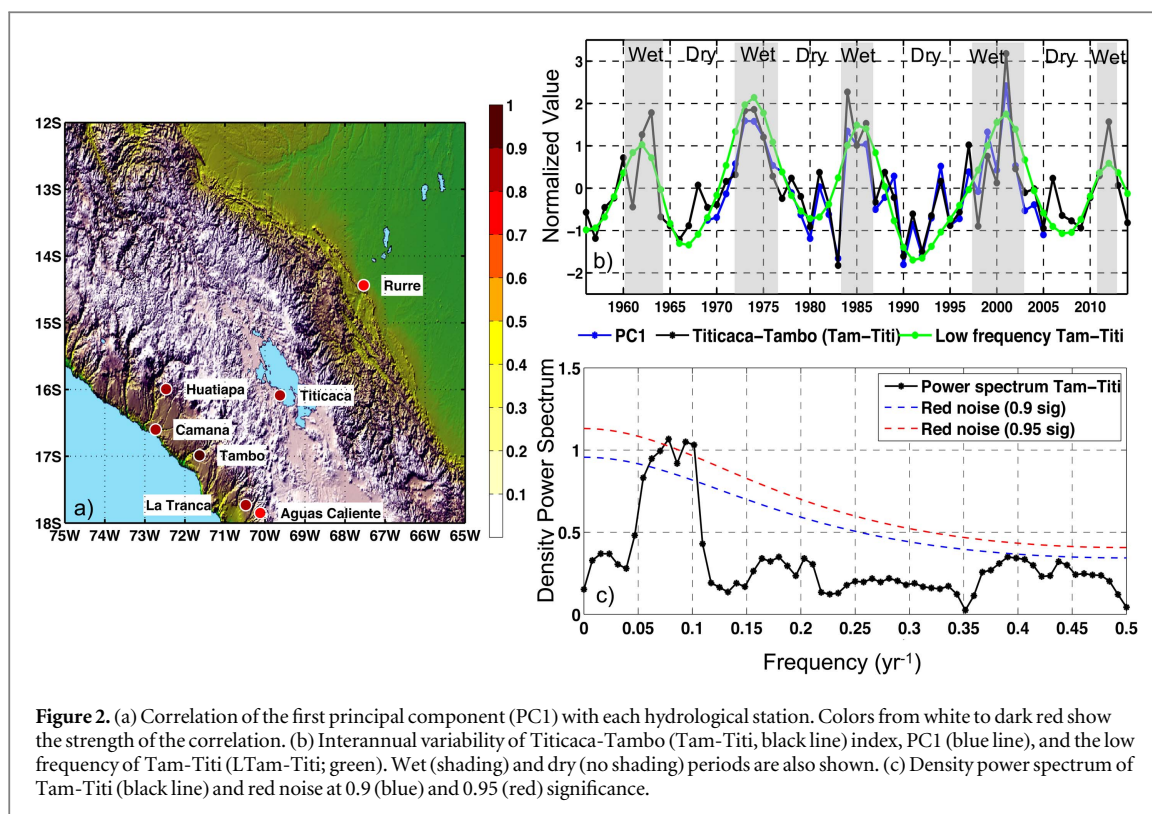 12S
13S
14S
15S
16S
17S
18S
75W 74W 73W 72W 71W 70W 69W 68W 67W 66W 65W
Rurre
Huatiapa
Titicaca
Camana
Tambo
La Tranca
Aguas Caliente
a)
1
0.9
0.8
0.7
0.6
0.5
0.4
0.3
0.2
0.1
Wet Dry Wet Dry Wet Dry Wet Dry Wet
Normalized Value
3
2
1
0
−1
−2
b)
1960 1965 1970 1975 1980 1985 1990 1995 2000 2005 2010
PC1 Titicaca−Tambo (Tam−Titi) Low frequency Tam−Titi
Density Power Spectrum
1.5
1
0.5
0
c)
Power spectrum Tam−Titi
Red noise (0.9 sig)
Red noise (0.95 sig)
0 0.05 0.1 0.15 0.2 0.25 0.3 0.35 0.4 0.45 0.5
Frequency (yr⁻¹)
Figure 2. (a) Correlation of the first principal component (PC1) with each hydrological station. Colors from white to dark red show
the strength of the correlation. (b) Interannual variability of Titicaca-Tambo (Tam-Titi, black line) index, PC1 (blue line), and the low
frequency of Tam-Titi (LTam-Titi; green). Wet (shading) and dry (no shading) periods are also shown. (c) Density power spectrum of
Tam-Titi (black line) and red noise at 0.9 (blue) and 0.95 (red) significance.